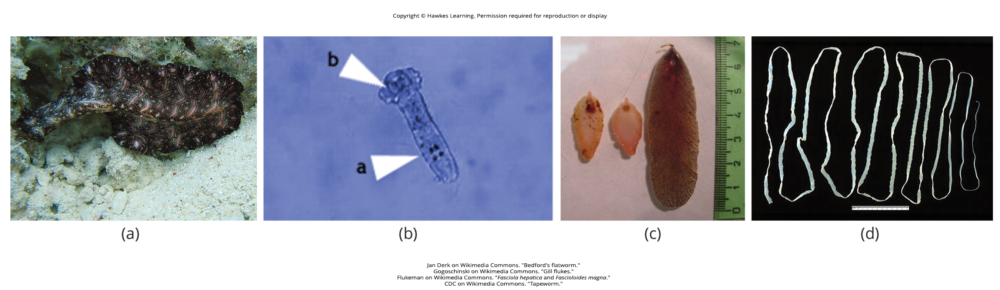 Copyright © Hawkes Learning. Permission required for reproduction or display
b
a
7
6
5
4
3
2
1
0
(a)
(b)
(c)
(d)
Jan Derk on Wikimedia Commons. "Bedford's flatworm."
Gogoschinski on Wikimedia Commons. "Gill flukes."
Flukeman on Wikimedia Commons. "Fasciola hepatica and Fascioloides magna."
CDC on Wikimedia Commons. "Tapeworm."